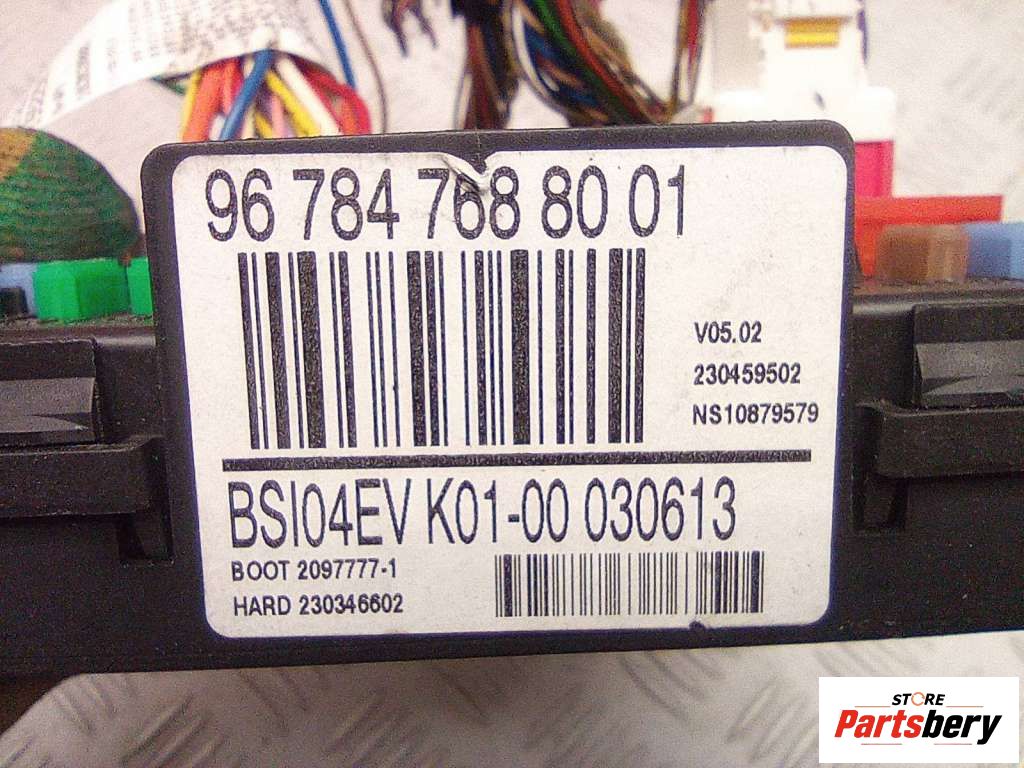 96 784 768 80 01
V05.02
230459502
NS10879579
BSI04EV K01-00 030613
BOOT 2097777-1
HARD 230346602
STORE
Partsbery